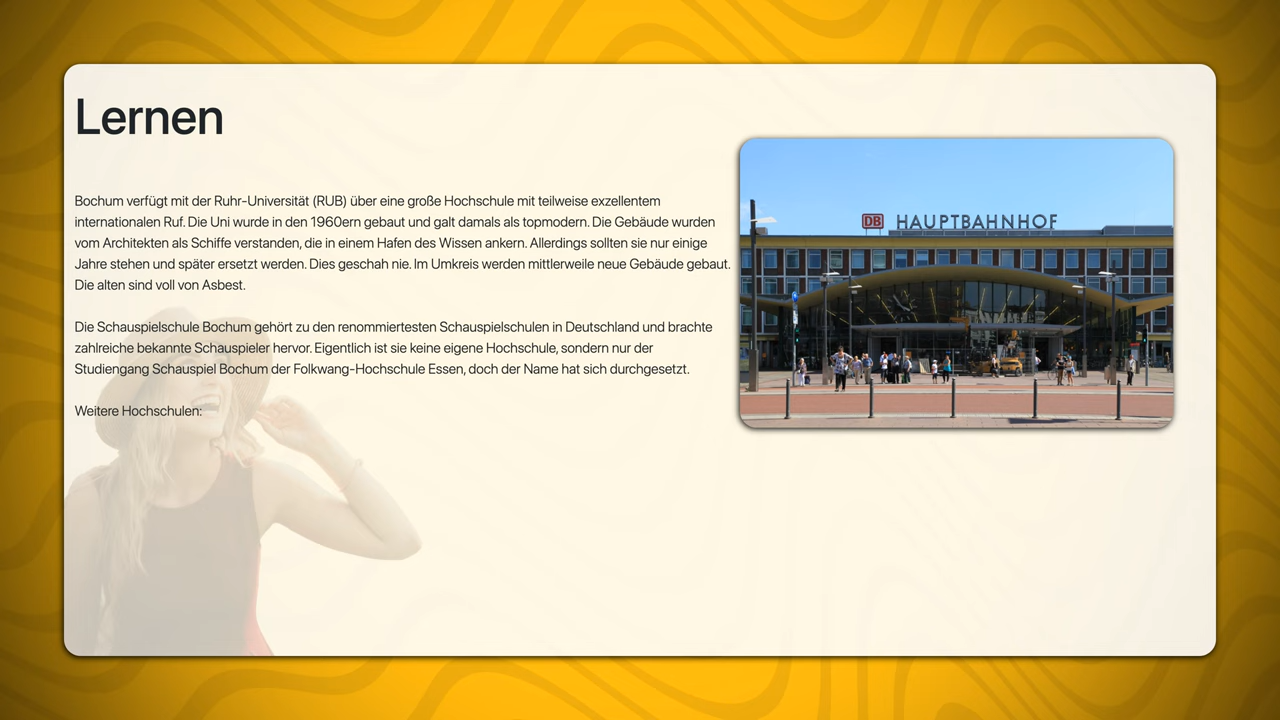 Lernen
Bochum verfügt mit der Ruhr-Universität (RUB) über eine große Hochschule mit teilweise exzellentem
internationalen Ruf. Die Uni wurde in den 1960ern gebaut und galt damals als topmodern. Die Gebäude wurden
vom Architekten als Schiffe verstanden, die in einem Hafen des Wissen ankern. Allerdings sollten sie nur einige
Jahre stehen und später ersetzt werden. Dies geschah nie. Im Umkreis werden mittlerweile neue Gebäude gebaut.
Die alten sind voll von Asbest.
Die Schauspielschule Bochum gehört zu den renommiertesten Schauspielschulen in Deutschland und brachte
zahlreiche bekannte Schauspieler hervor. Eigentlich ist sie keine eigene Hochschule, sondern nur der
Studiengang Schauspiel Bochum der Folkwang-Hochschule Essen, doch der Name hat sich durchgesetzt.
Weitere Hochschulen:
DB HAUPTBAHNHOF